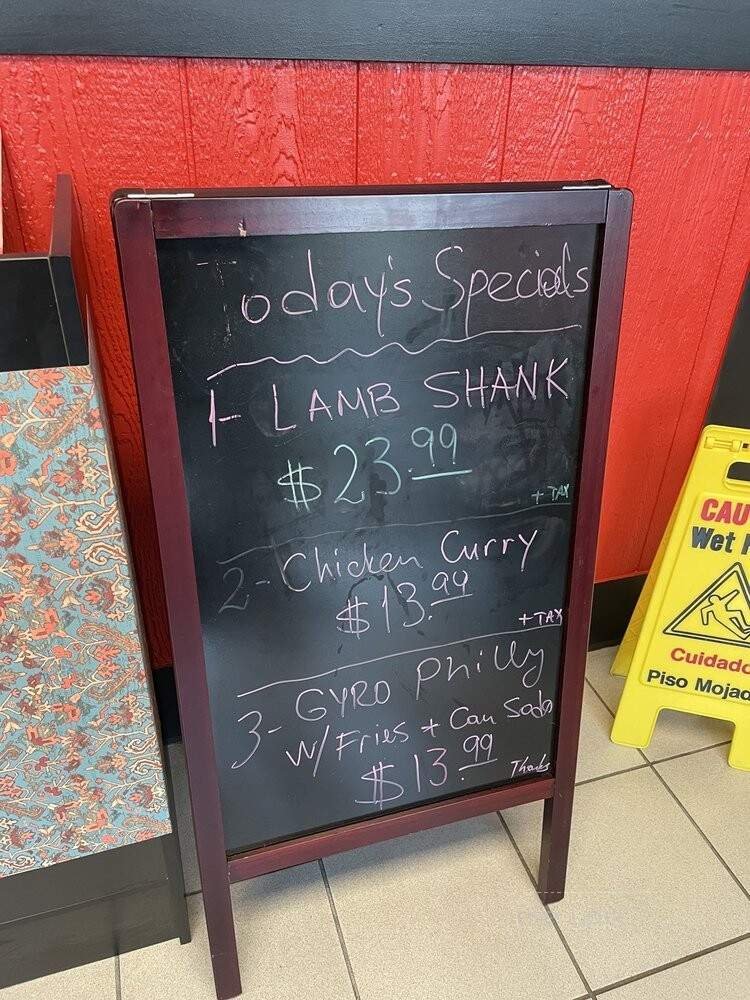 Today's Specials
1- LAMB SHANK
$23.99
+ TAX
2- Chicken Curry
$13.99
+ TAX
3- GYRO Philly
W/Fries + Can Soda
$13.99
Thanks
CAU
Wet
Cuidado
Piso Mojad